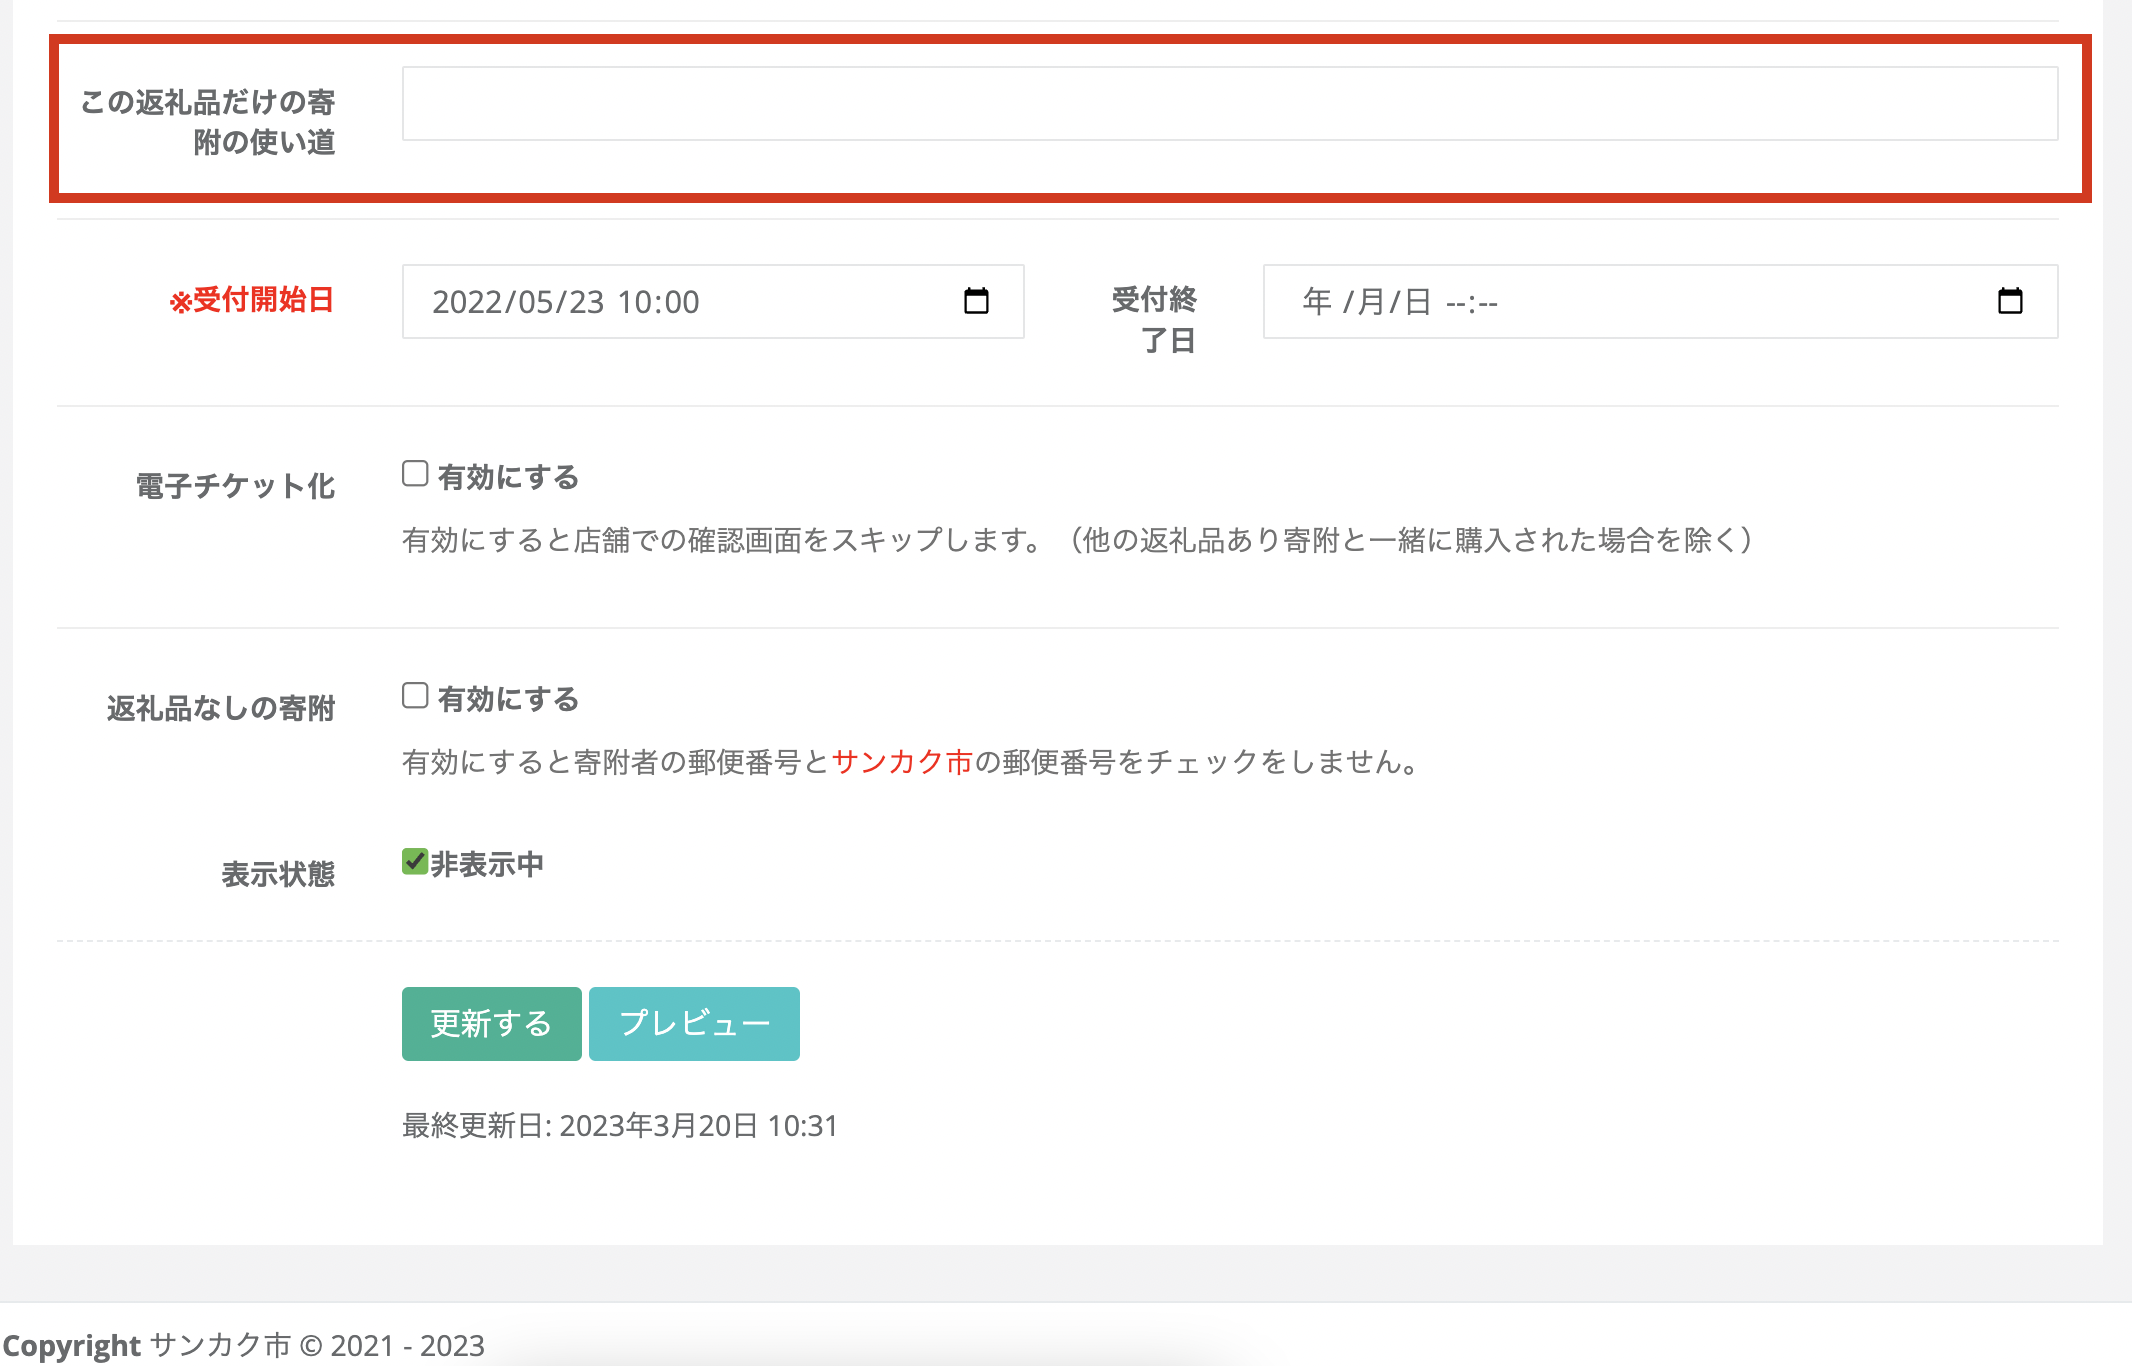 この返礼品だけの寄
附の使い道
※受付開始日
2022/05/23 10:00
受付終
了日
年 /月/日 --:--
電子チケット化
有効にする
有効にすると店舗での確認画面をスキップします。（他の返礼品あり寄附と一緒に購入された場合を除く）
返礼品なしの寄附
有効にする
有効にすると寄附者の郵便番号とサンカク市の郵便番号をチェックをしません。
表示状態
非表示中
更新する
プレビュー
最終更新日: 2023年3月20日 10:31
Copyright サンカク市 © 2021 - 2023